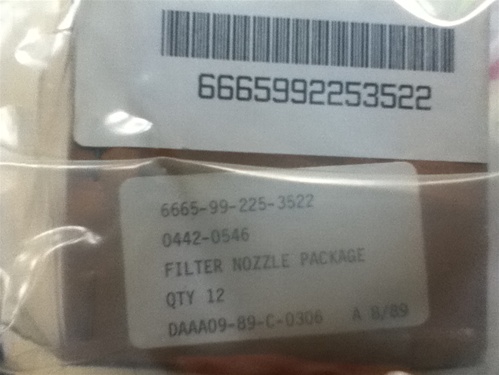 6665992253522
6665-99-225-3522
0442-0546
FILTER NOZZLE PACKAGE
QTY 12
DAAA09-89-C-0306 A 8/89